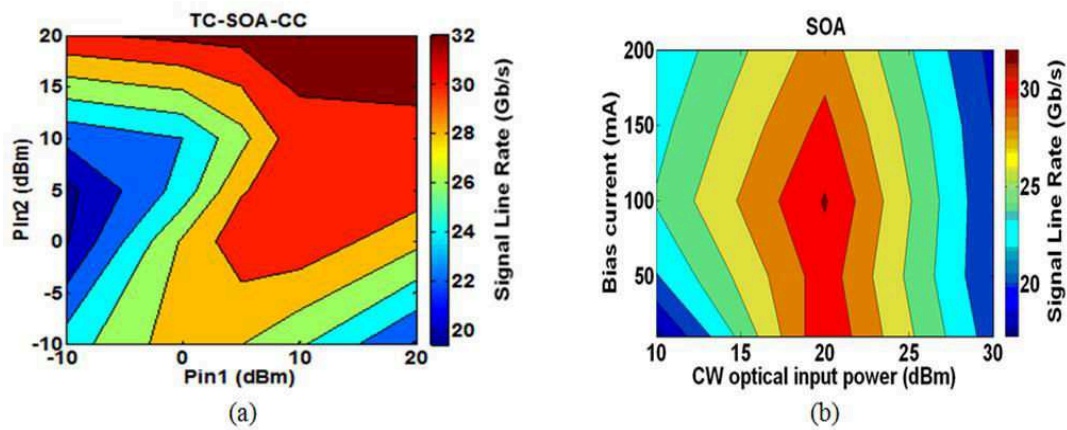 TC-SOA-CC
20
15
10
5
0
-5
-10
PIn2 (dBm)
-10 0 10 20
Pin1 (dBm)
32
30
28
26
24
22
20
Signal Line Rate (Gb/s)
(a)
SOA
200
150
100
50
Bias current (mA)
10 15 20 25 30
CW optical input power (dBm)
30
25
20
Signal Line Rate (Gb/s)
(b)